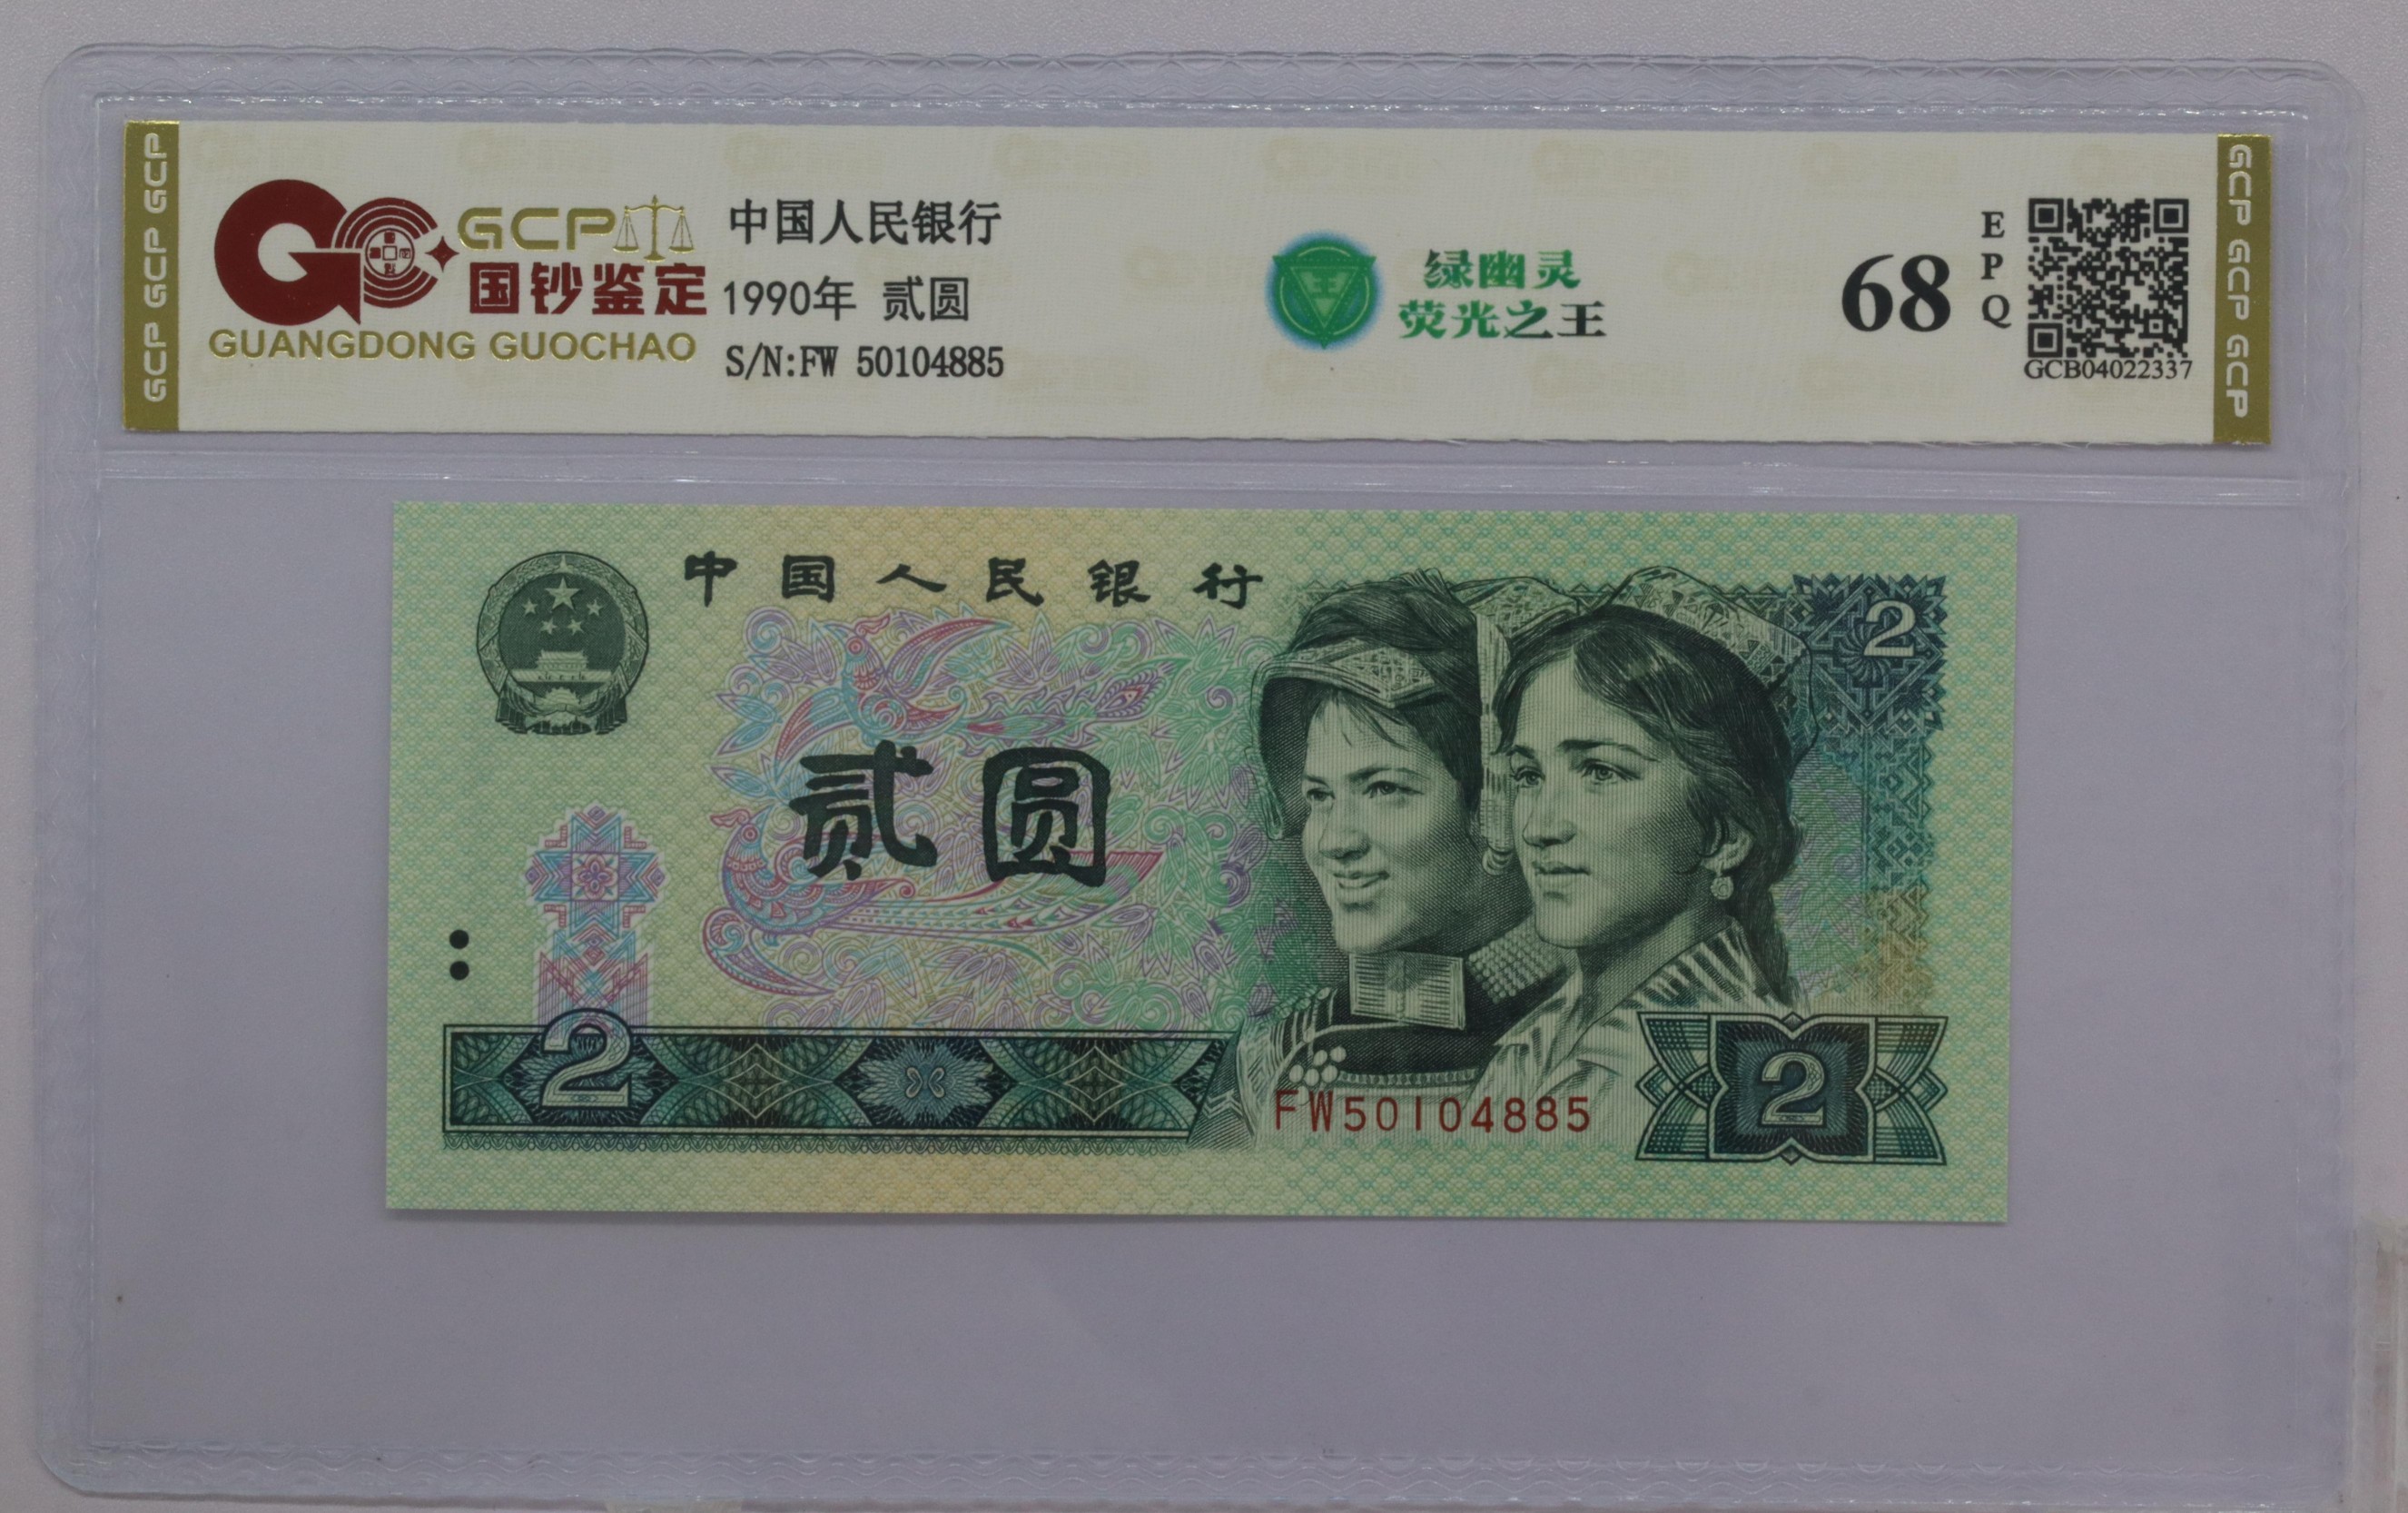 GCP GCP GCP
GCP
国钞鉴定
GUANGDONG GUOCHAO
中国人民银行
1990年 贰圆
S/N:FW 50104885
王
绿幽灵
荧光之王
68
EPQ
GCB04022337
GCP GCP GCP
中国人民银行
2
贰圆
2
FW50104885
2